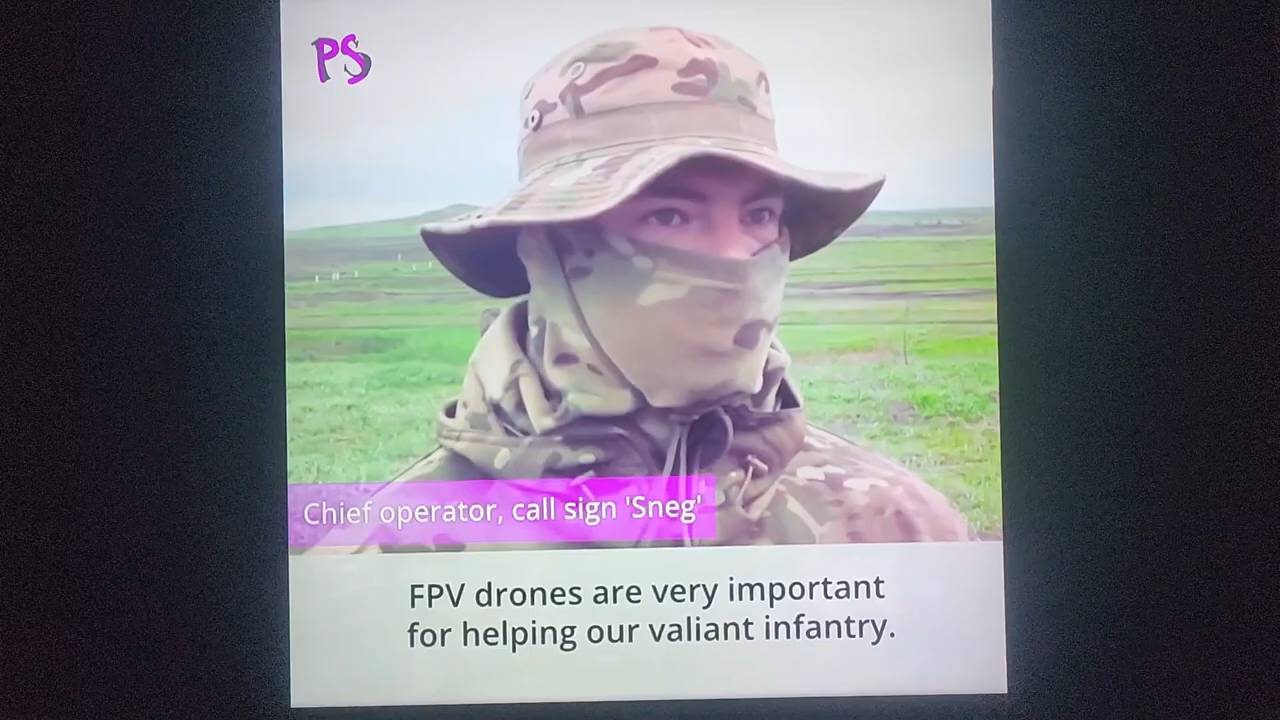 PS
Chief operator, call sign 'Sneg'
FPV drones are very important
for helping our valiant infantry.